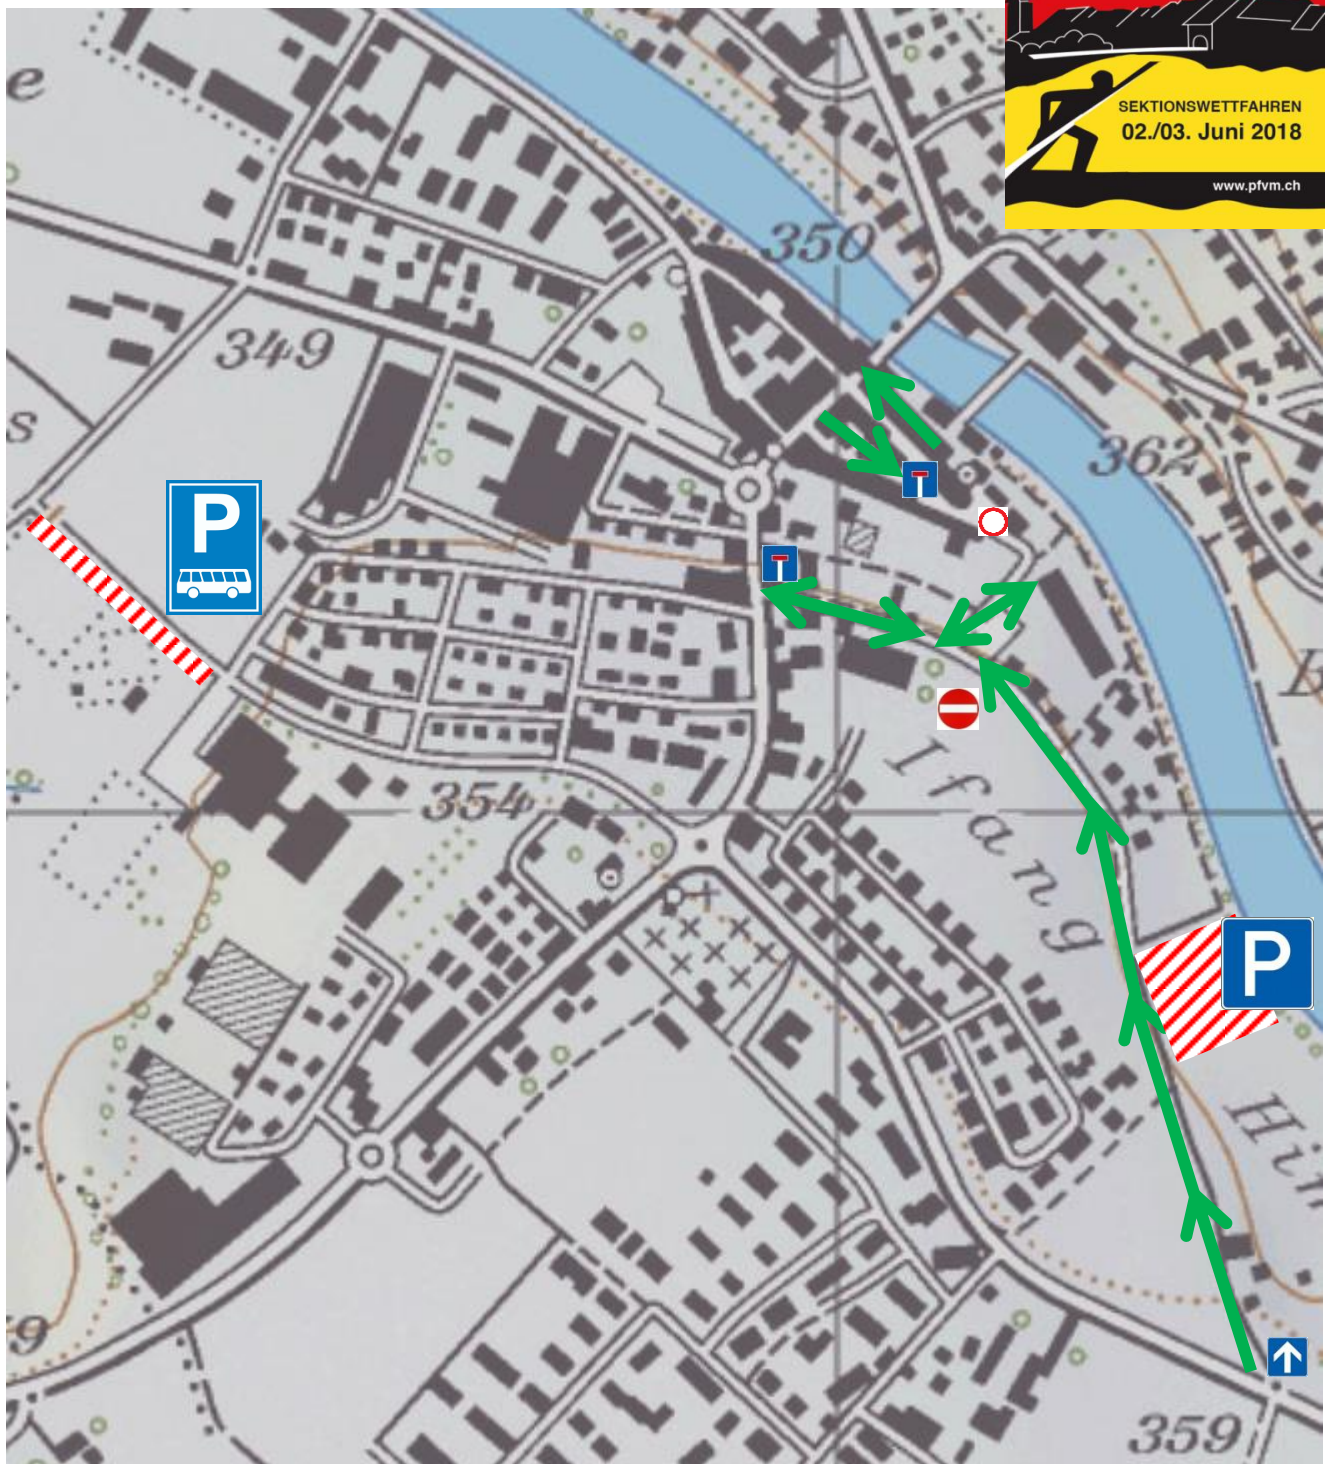 SEKTIONSWETTFAHREN
02./03. Juni 2018
www.pfvm.ch
e
350
349
s
362
P
Ifang
354
P
359